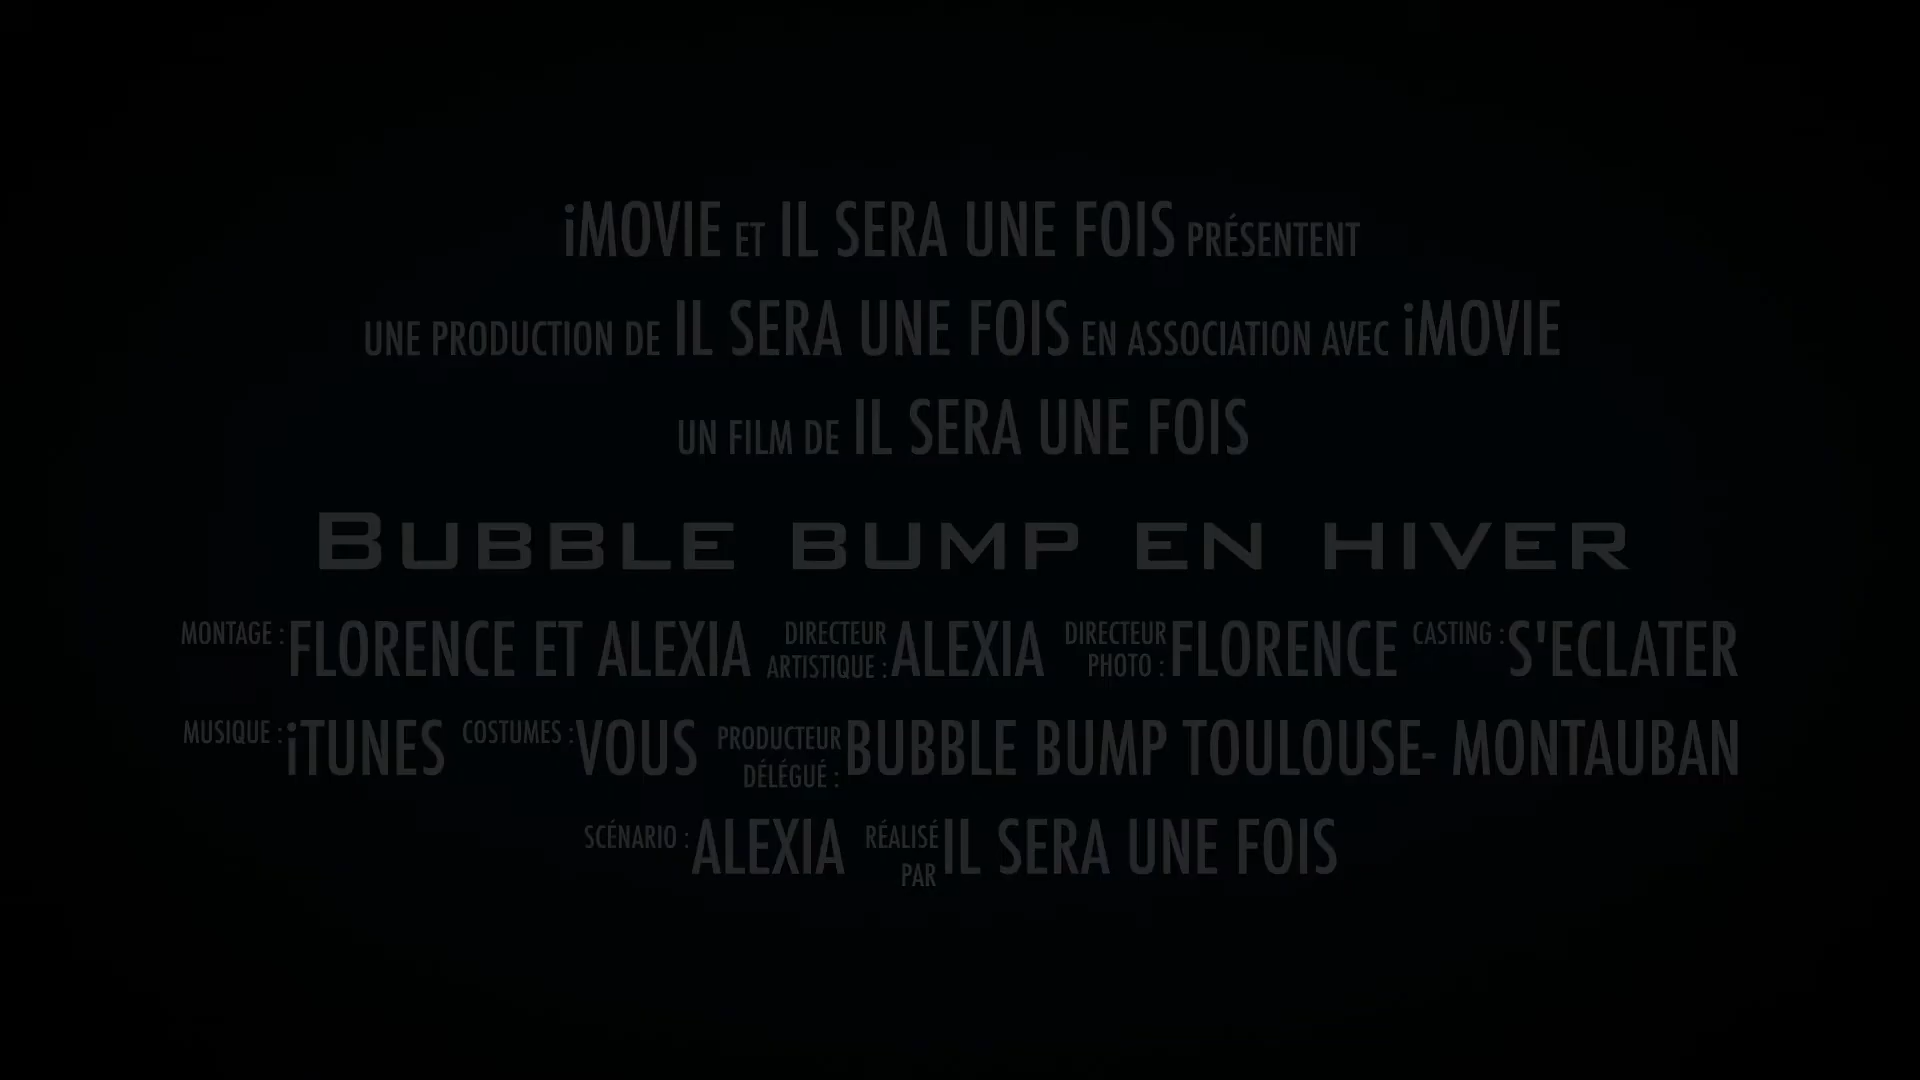 iMOVIE ET IL SERA UNE FOIS PRÉSENTENT
UNE PRODUCTION DE IL SERA UNE FOIS EN ASSOCIATION AVEC iMOVIE
UN FILM DE IL SERA UNE FOIS
BUBBLE BUMP EN HIVER
MONTAGE : FLORENCE ET ALEXIA DIRECTEUR ARTISTIQUE : ALEXIA DIRECTEUR PHOTO : FLORENCE CASTING : S'ECLATER
MUSIQUE : iTUNES COSTUMES : VOUS PRODUCTEUR DÉLÉGUÉ : BUBBLE BUMP TOULOUSE- MONTAUBAN
SCÉNARIO : ALEXIA RÉALISÉ PAR IL SERA UNE FOIS